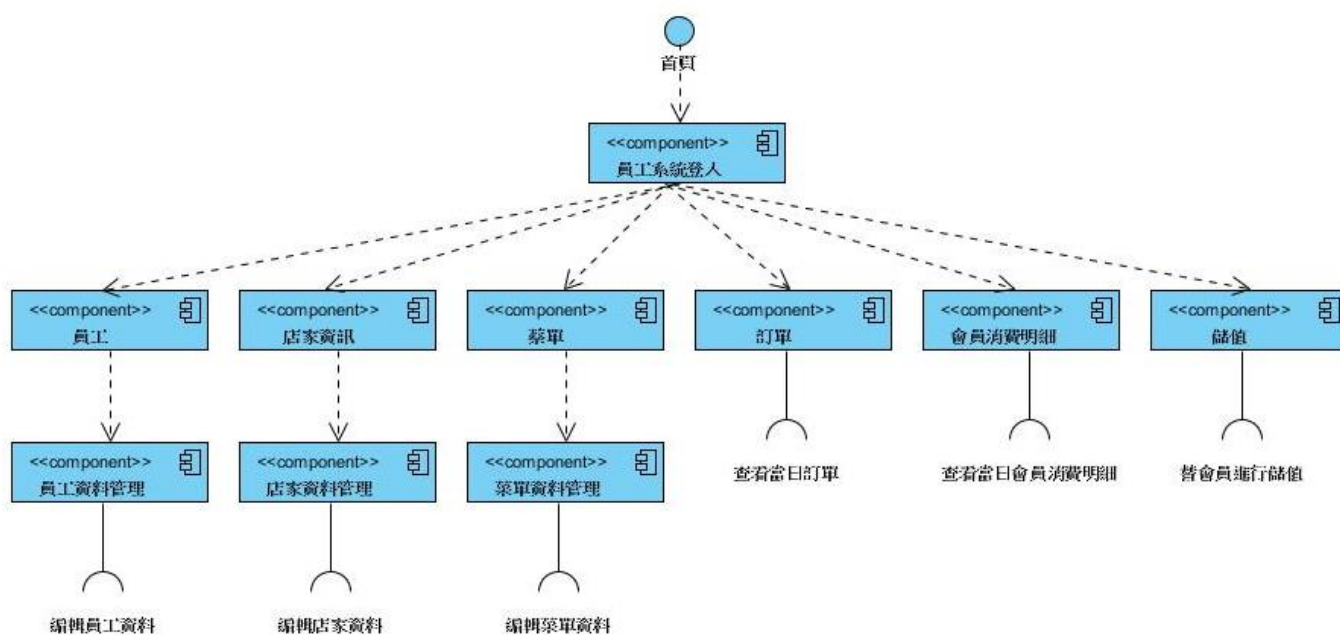 首頁
<<component>>
員工系統登入
<<component>>
員工
<<component>>
店家資訊
<<component>>
蔡單
<<component>>
訂單
<<component>>
會員消費明細
<<component>>
儲值
<<component>>
員工資料管理
<<component>>
店家資料管理
<<component>>
菜單資料管理
查看當日訂單
查看當日會員消費明細
替會員進行儲值
編輯員工資料
編輯店家資料
編輯菜單資料